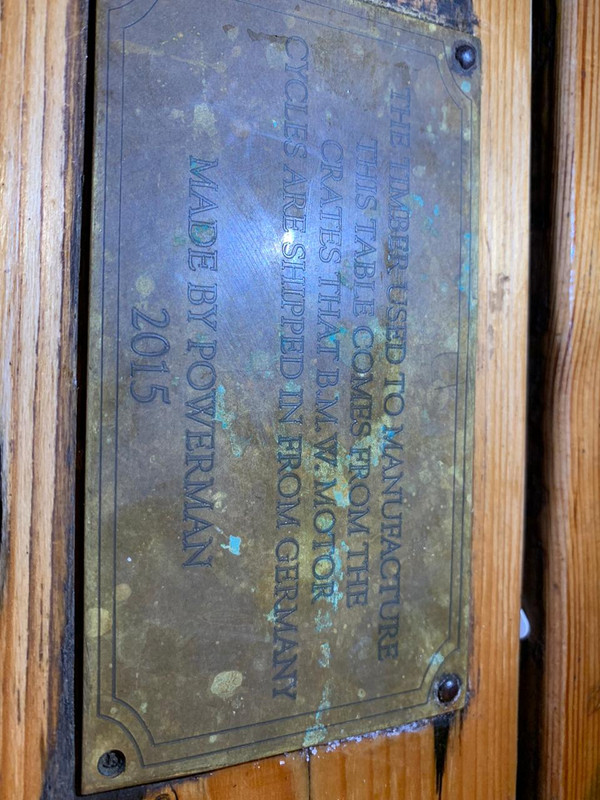 THE TIMBER USED TO MANUFACTURE
THIS TABLE COMES FROM THE
CRATES THAT B.M.W. MOTOR
CYCLES ARE SHIPPED IN FROM GERMANY
MADE BY POWERMAN
2015